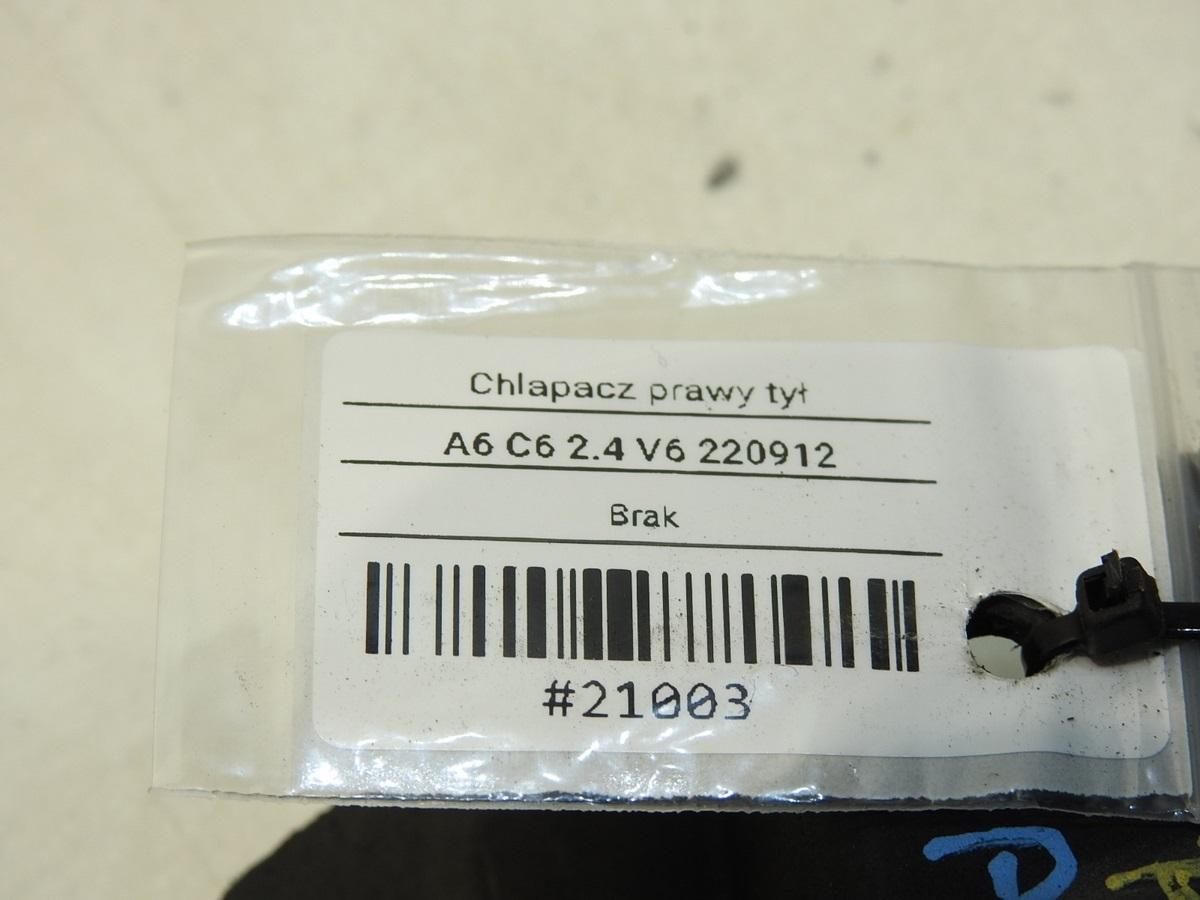 Chlapacz prawy tył
A6 C6 2.4 V6 220912
Brak
#21003